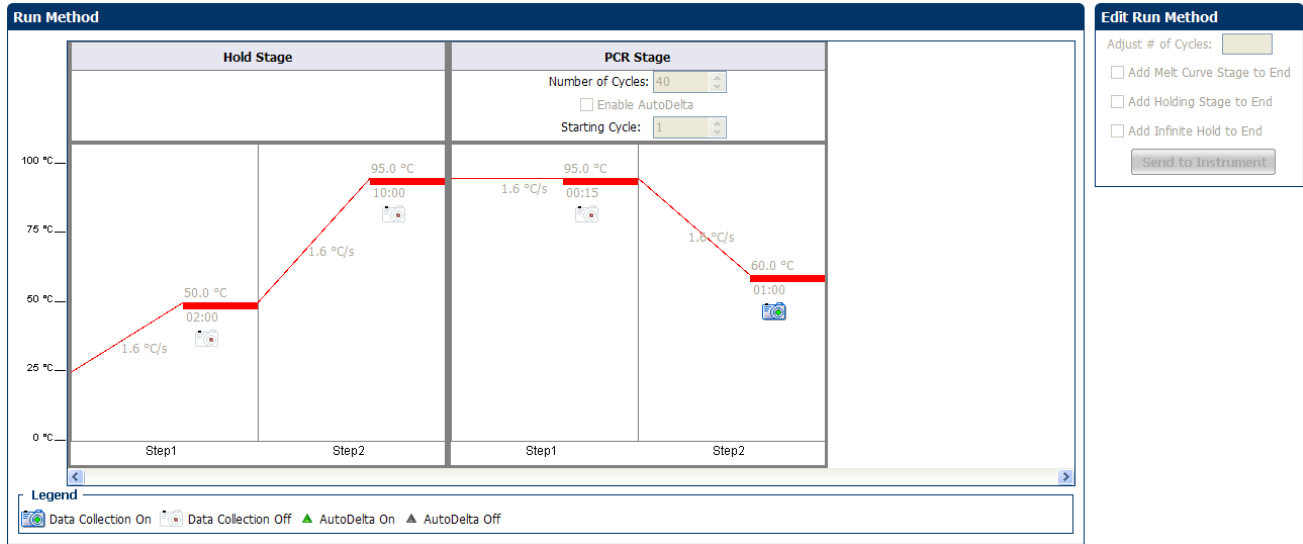 Run Method
Hold Stage
PCR Stage
Number of Cycles: 40
Enable AutoDelta
Starting Cycle: 1
100 °C
75 °C
50 °C
25 °C
0 °C
1.6 °C/s
50.0 °C
02:00
1.6 °C/s
95.0 °C
10:00
1.6 °C/s
95.0 °C
00:15
1.6 °C/s
60.0 °C
01:00
Step1
Step2
Step1
Step2
Legend
Data Collection On Data Collection Off AutoDelta On AutoDelta Off
Edit Run Method
Adjust # of Cycles:
Add Melt Curve Stage to End
Add Holding Stage to End
Add Infinite Hold to End
Send to Instrument